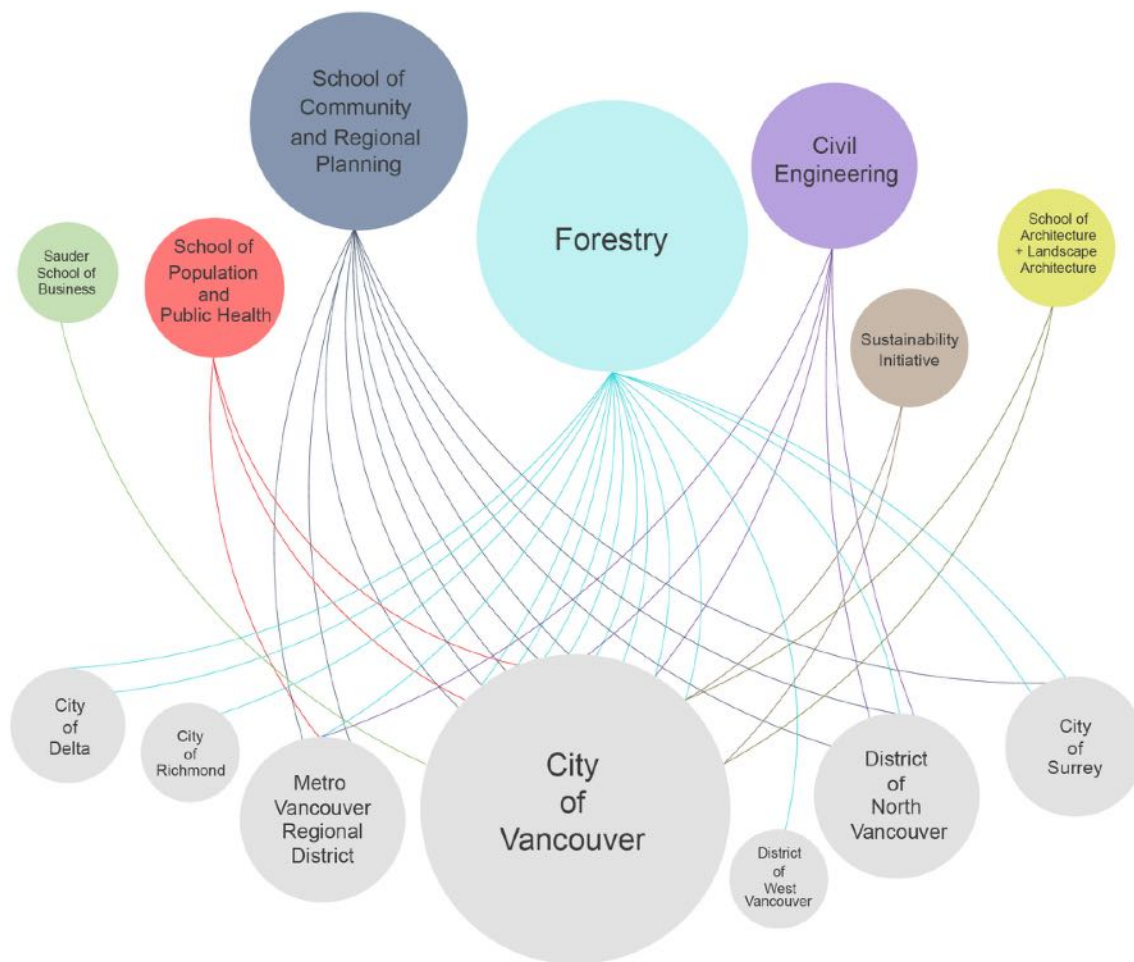 School of
Community
and Regional
Planning
Civil
Engineering
Forestry
Sauder
School of
Business
School of
Population
and
Public Health
School of
Architecture
+ Landscape
Architecture
Sustainability
Initiative
City
of
Delta
City
of
Richmond
Metro
Vancouver
Regional
District
City
of
Vancouver
District
of
West
Vancouver
District
of
North
Vancouver
City
of
Surrey